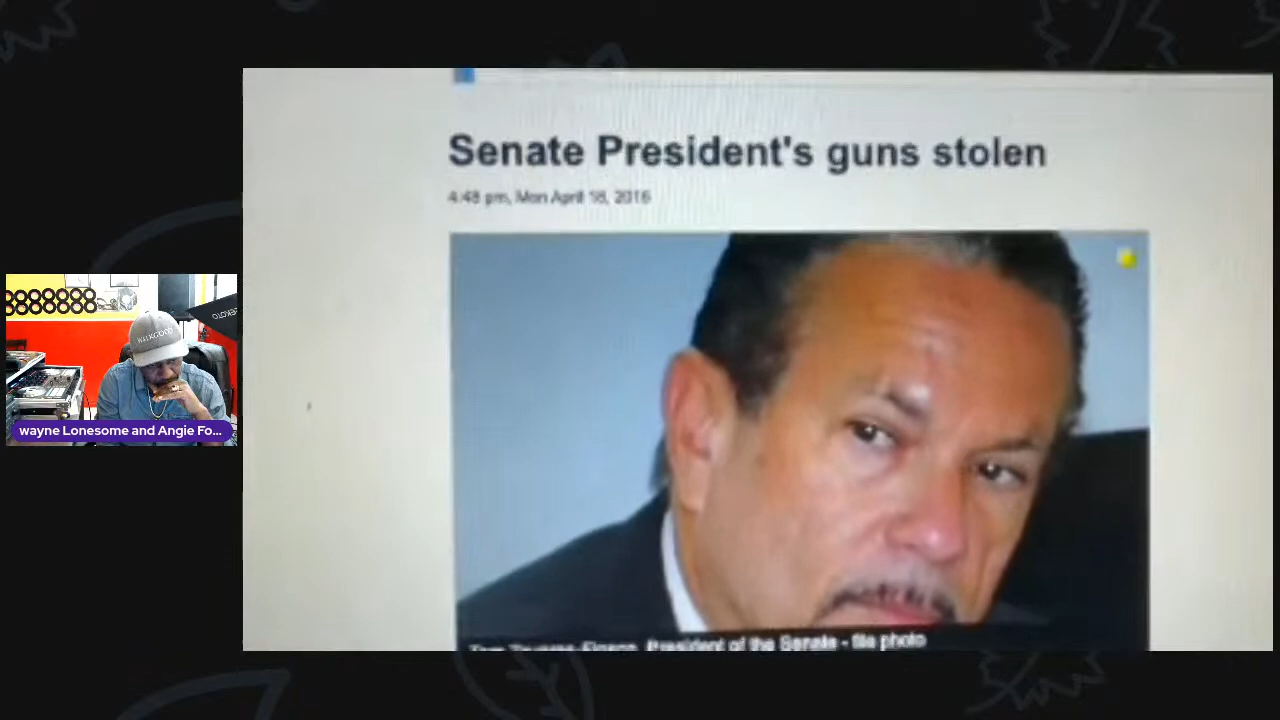 Senate President's guns stolen
4:48 pm, Mon April 18, 2016
President of the Senate - file photo
WALKGOOD
wayne Lonesome and Angie Fo...